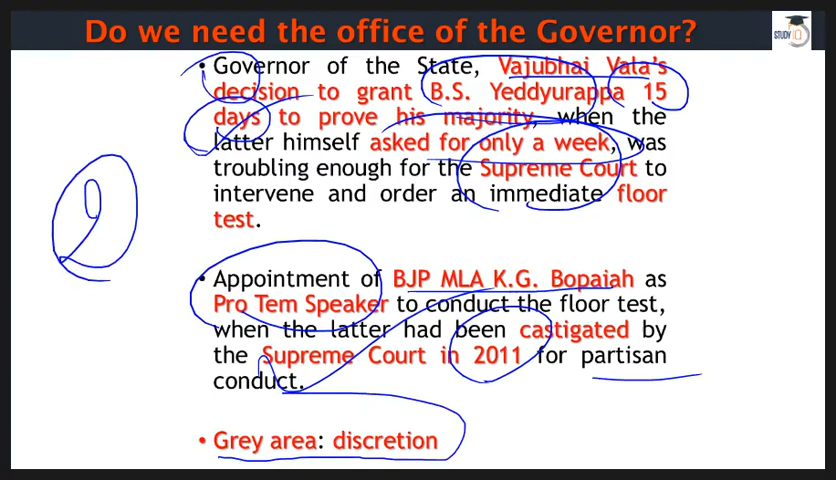 Do we need the office of the Governor?
STUDY IQ
• Governor of the State, Vajubhai Vala's
decision to grant B.S. Yeddyurappa 15
days to prove his majority, when the
latter himself asked for only a week, was
troubling enough for the Supreme Court to
intervene and order an immediate floor
test.
2
• Appointment of BJP MLA K.G. Bopaiah as
Pro Tem Speaker to conduct the floor test,
when the latter had been castigated by
the Supreme Court in 2011 for partisan
conduct.
• Grey area: discretion